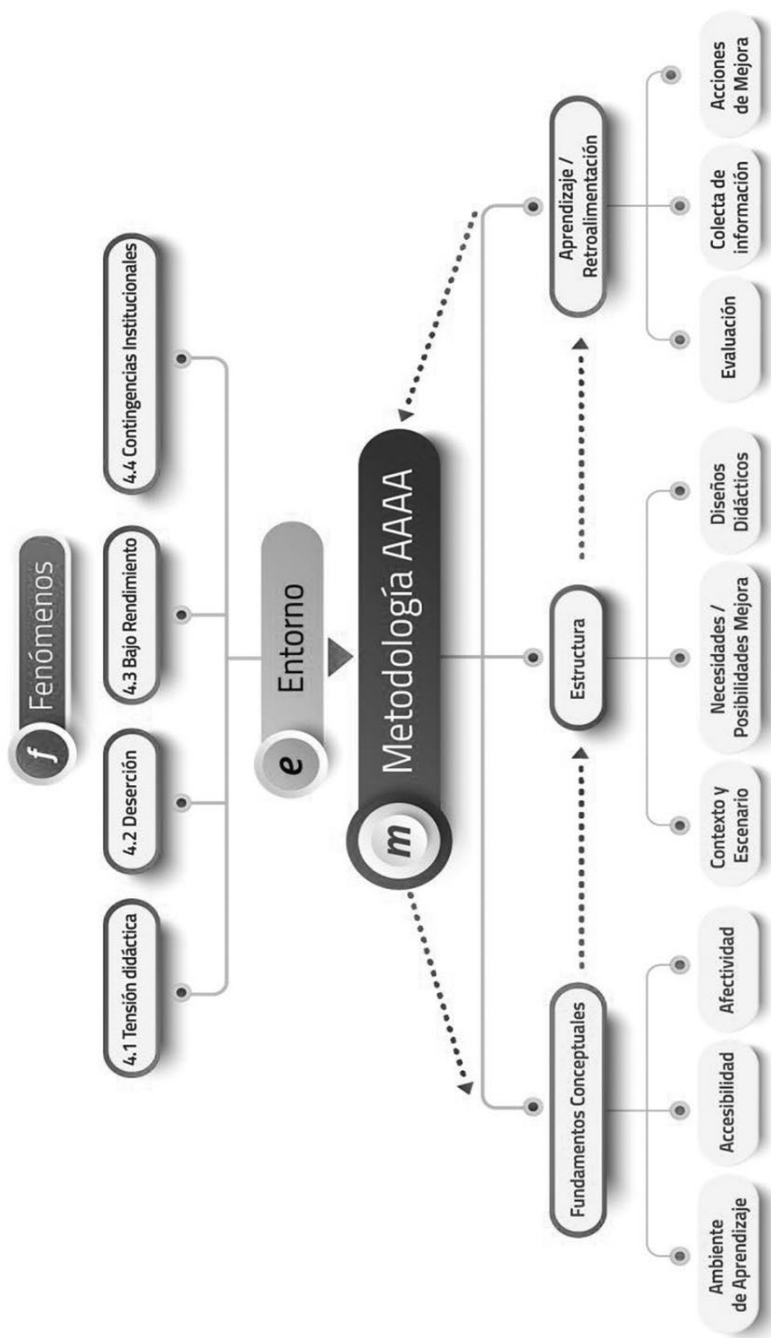 f
Fenómenos
4.1 Tensión didáctica
4.2 Deserción
4.3 Bajo Rendimiento
4.4 Contingencias Institucionales
e
Entorno
m
Metodología AAAA
Fundamentos Conceptuales
Estructura
Aprendizaje /
Retroalimentación
Ambiente
de Aprendizaje
Accesibilidad
Afectividad
Contexto y
Escenario
Necesidades /
Posibilidades Mejora
Diseños
Didácticos
Evaluación
Colecta de
información
Acciones
de Mejora